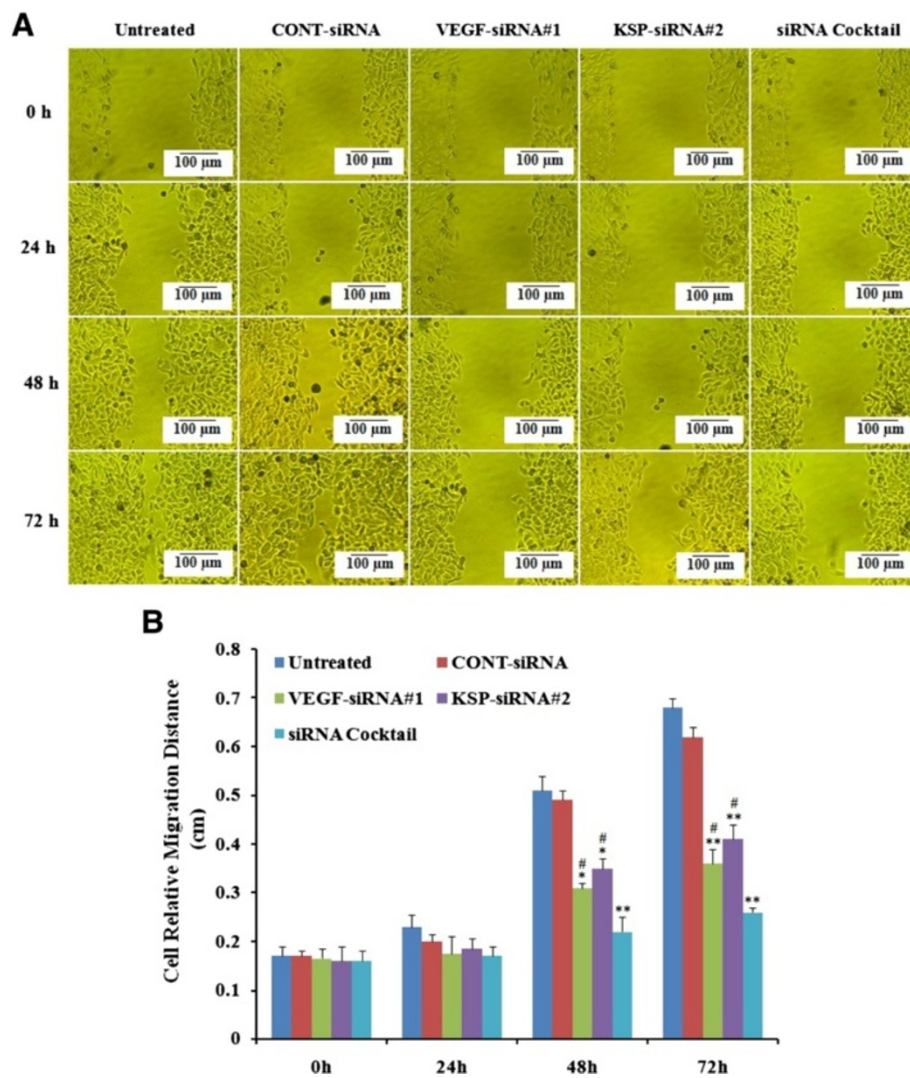 A
Untreated CONT-siRNA VEGF-siRNA#1 KSP-siRNA#2 siRNA Cocktail
0 h
100 µm 100 µm 100 µm 100 µm 100 µm
24 h
100 µm 100 µm 100 µm 100 µm 100 µm
48 h
100 µm 100 µm 100 µm 100 µm 100 µm
72 h
100 µm 100 µm 100 µm 100 µm 100 µm
B
Cell Relative Migration Distance
(cm)
0.8
0.7
0.6
0.5
0.4
0.3
0.2
0.1
0
Untreated CONT-siRNA
VEGF-siRNA#1 KSP-siRNA#2
siRNA Cocktail
# #
* *
**
# #
** **
**
0h 24h 48h 72h